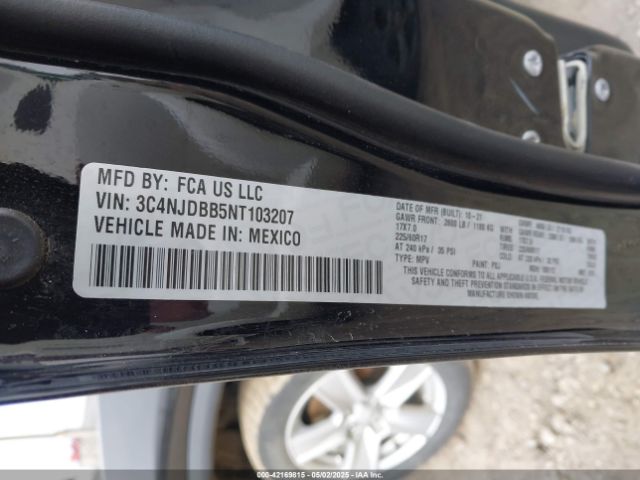 MFD BY: FCA US LLC
VIN: 3C4NJDBB5NT103207
VEHICLE MADE IN: MEXICO
DATE OF MFR (BUILT): 10-21
GAWR FRONT: 2600 LB / 1180 KG
17X7.0
225/60R17
AT 240 kPa / 35 PSI
TYPE: MPV
PAINT: PXJ
THIS VEHICLE CONFORMS TO ALL APPLICABLE U.S.A. FEDERAL MOTOR VEHICLE
SAFETY, BUMPER, AND THEFT PREVENTION STANDARDS IN EFFECT ON THE DATE OF
MANUFACTURE SHOWN ABOVE.
000-42169815 - 05/02/2025 -